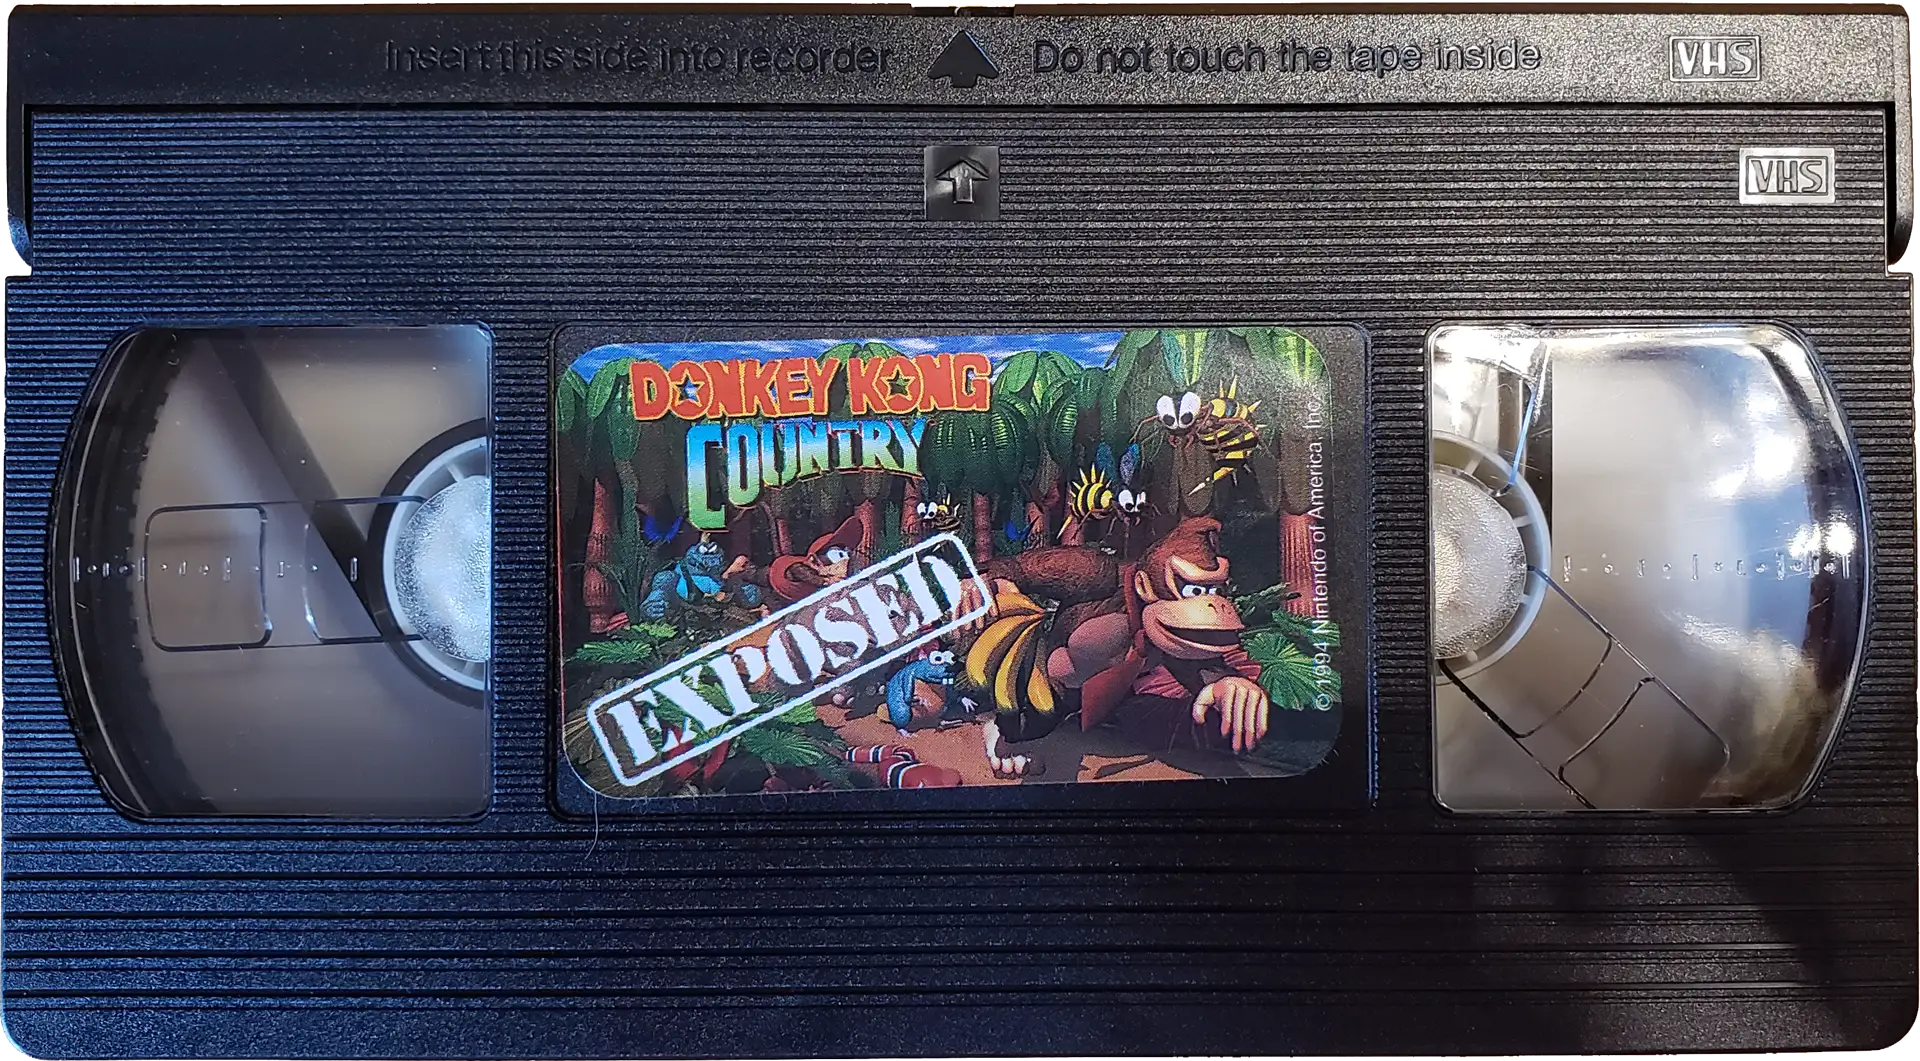 Insert this side into recorder
Do not touch the tape inside
VHS
VHS
DONKEY KONG
COUNTRY
EXPOSED
©1994 Nintendo of America Inc.